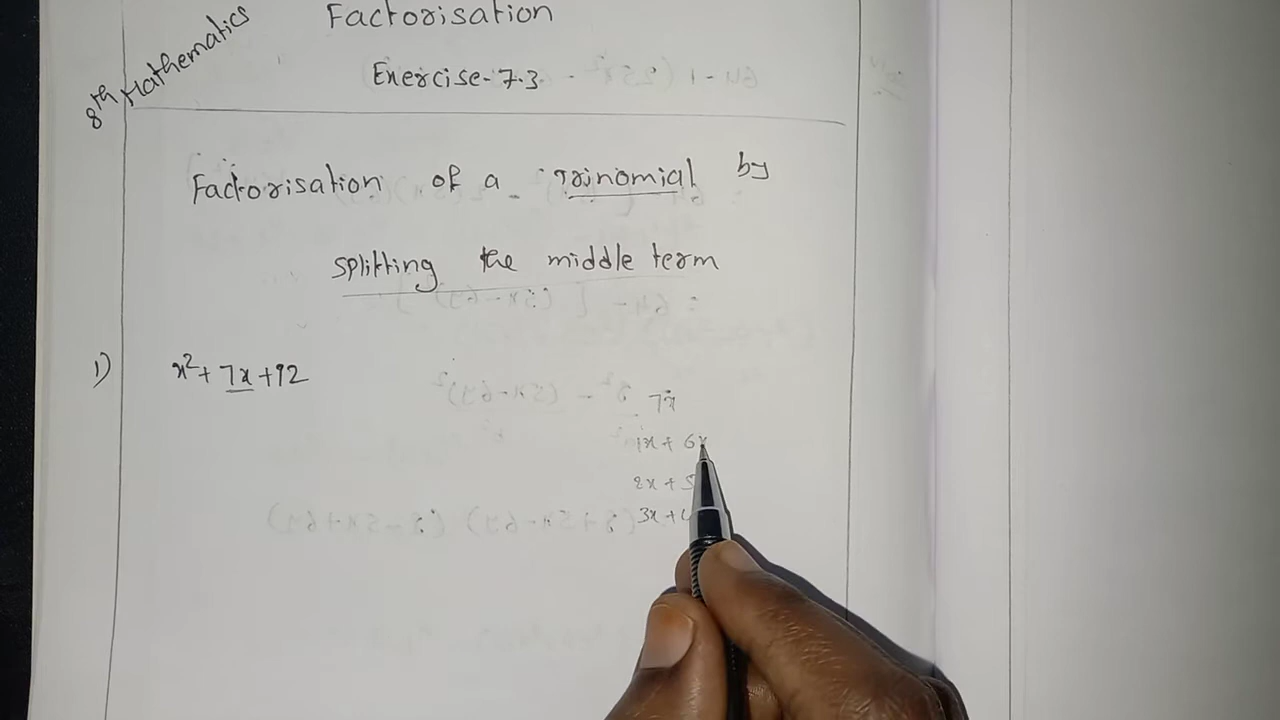 8th Mathematics
Factorisation
Exercise-7.3
Factorisation of a Trinomial by
splitting the middle term
1) x²+ 7x +12
7x
1x + 6x
2x + 5
3x +